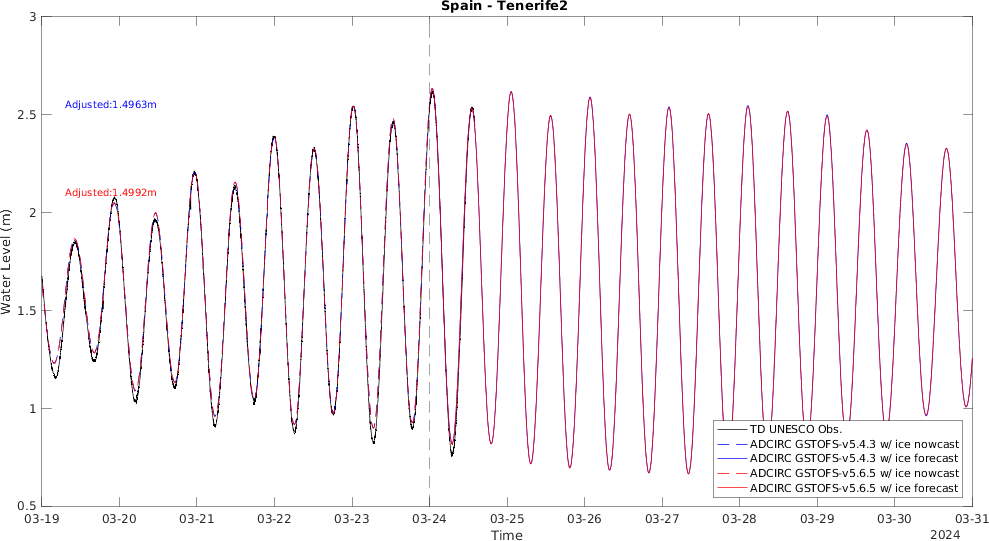 Spain - Tenerife2
3
2.5
2
1.5
1
0.5
Water Level (m)
Adjusted:1.4963m
Adjusted:1.4992m
TD UNESCO Obs.
ADCIRC GSTOFS-v5.4.3 w/ ice nowcast
ADCIRC GSTOFS-v5.4.3 w/ ice forecast
ADCIRC GSTOFS-v5.6.5 w/ ice nowcast
ADCIRC GSTOFS-v5.6.5 w/ ice forecast
03-19 03-20 03-21 03-22 03-23 03-24 03-25 03-26 03-27 03-28 03-29 03-30 03-31
Time
2024